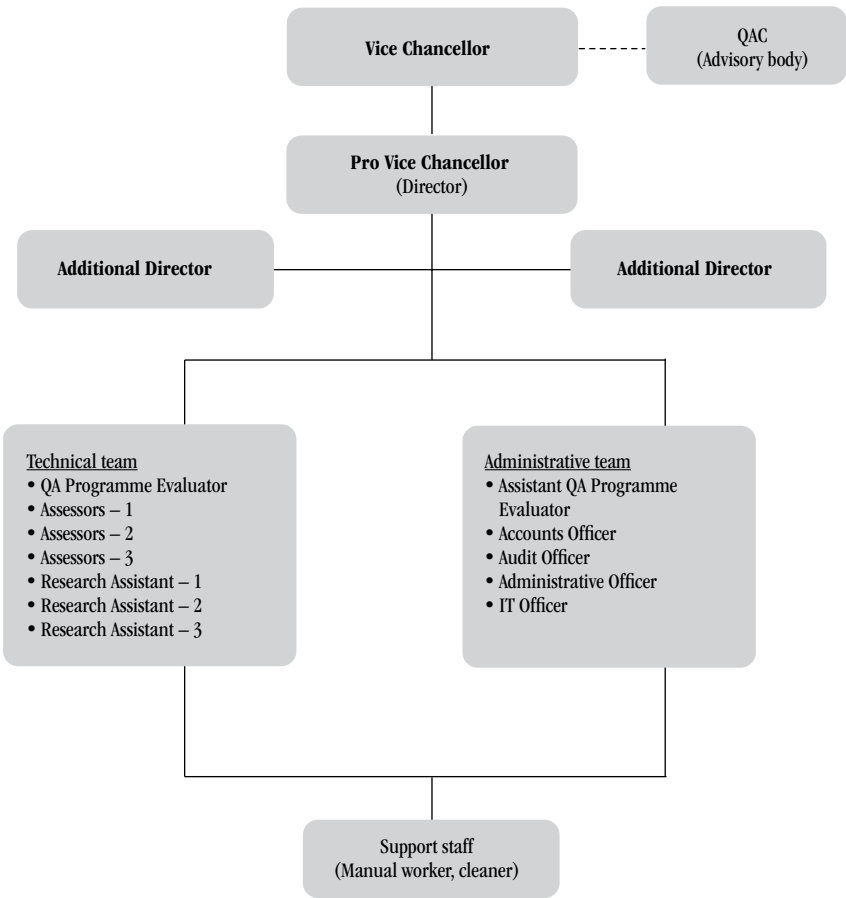 Vice Chancellor
QAC
(Advisory body)
Pro Vice Chancellor
(Director)
Additional Director
Additional Director
Technical team
• QA Programme Evaluator
• Assessors – 1
• Assessors – 2
• Assessors – 3
• Research Assistant – 1
• Research Assistant – 2
• Research Assistant – 3
Administrative team
• Assistant QA Programme
Evaluator
• Accounts Officer
• Audit Officer
• Administrative Officer
• IT Officer
Support staff
(Manual worker, cleaner)